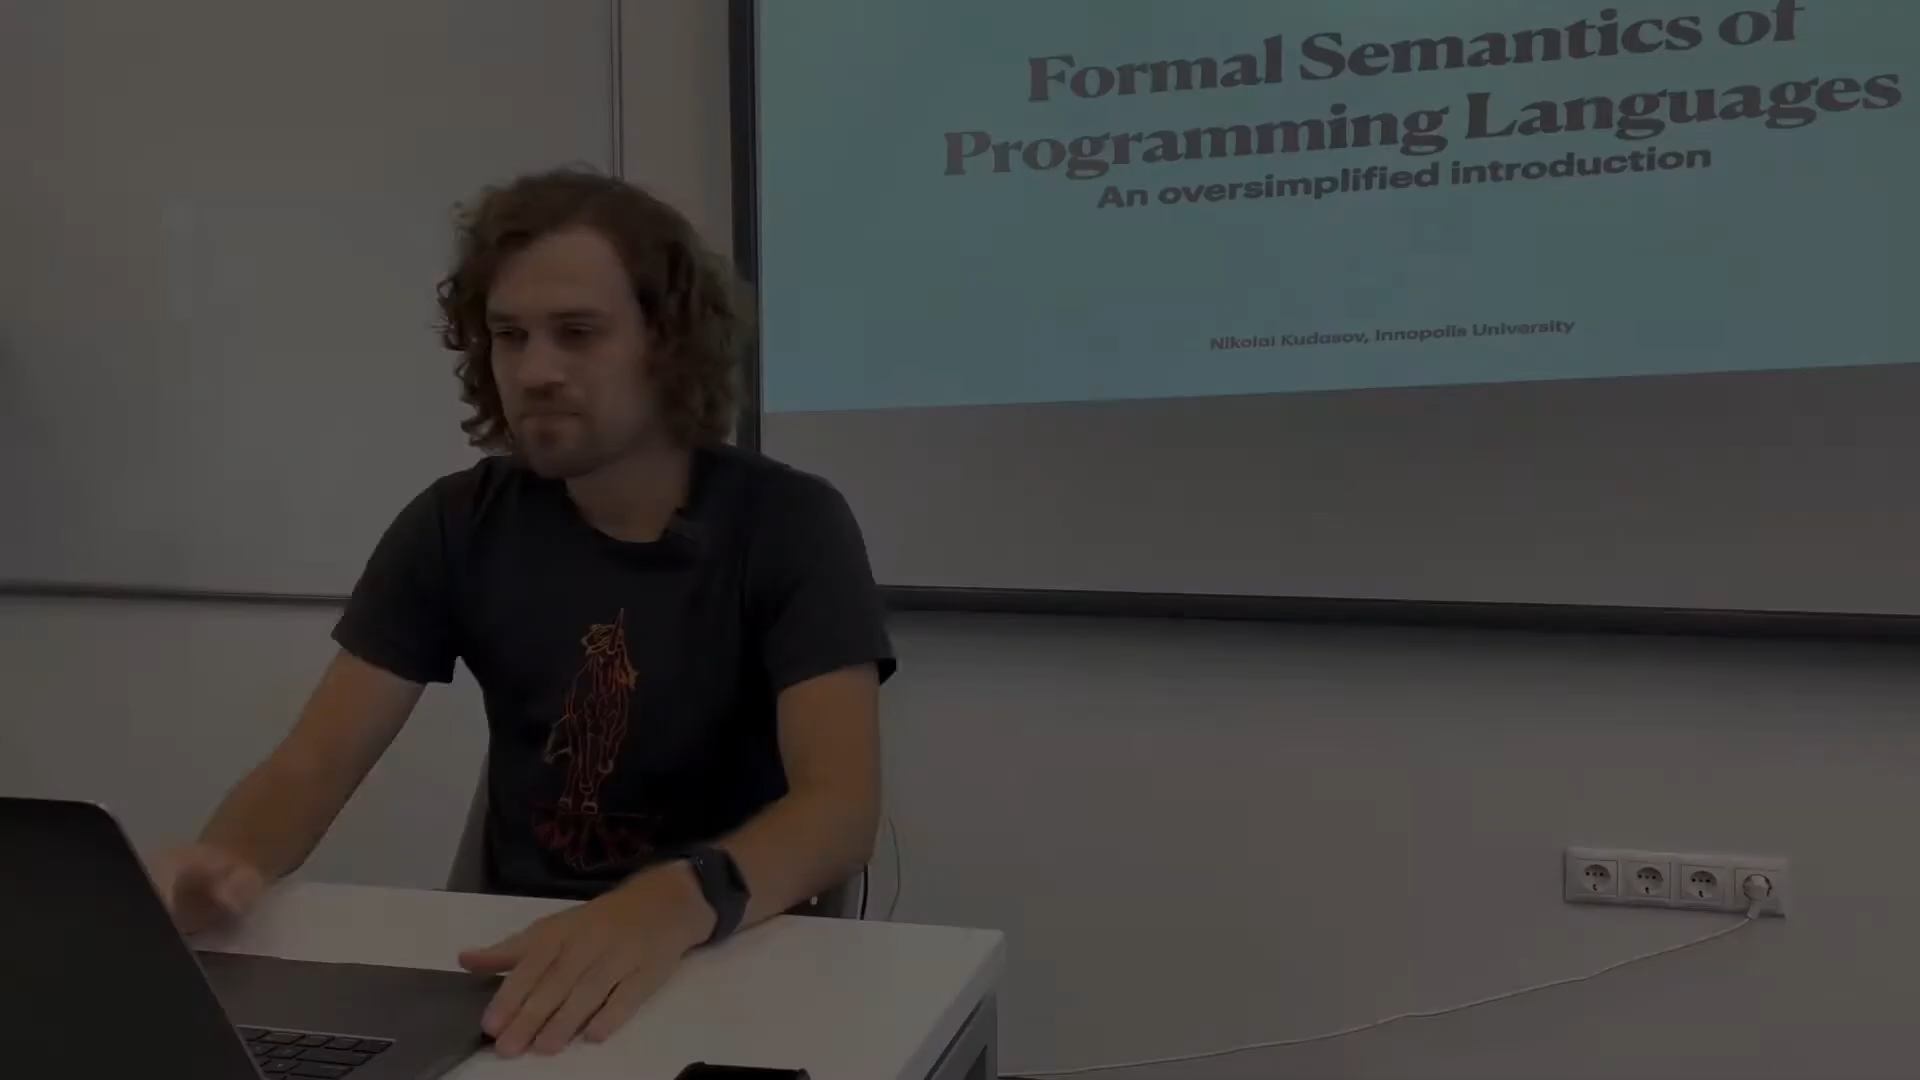 Formal Semantics of
Programming Languages
An oversimplified introduction
Nikolai Kudasov, Innopolis University